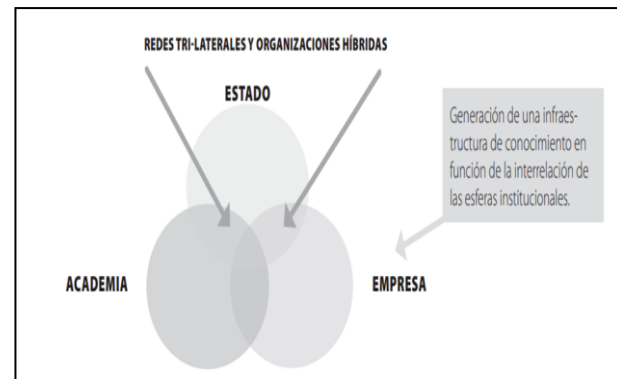 REDES TRI-LATERALES Y ORGANIZACIONES HÍBRIDAS
ESTADO
Generación de una infraes-
tructura de conocimiento en
función de la interrelación de
las esferas institucionales.
ACADEMIA
EMPRESA